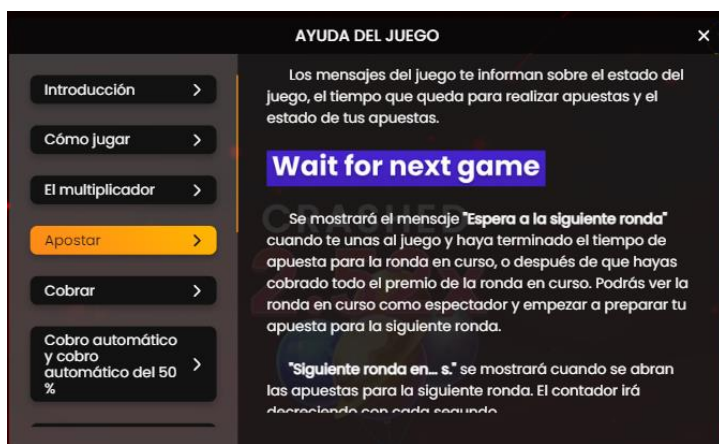 AYUDA DEL JUEGO
Introducción
Cómo jugar
El multiplicador
Apostar
Cobrar
Cobro automático
y cobro
automático del 50
%
Los mensajes del juego te informan sobre el estado del
juego, el tiempo que queda para realizar apuestas y el
estado de tus apuestas.
Wait for next game
Se mostrará el mensaje "Espera a la siguiente ronda"
cuando te unas al juego y haya terminado el tiempo de
apuesta para la ronda en curso, o después de que hayas
cobrado todo el premio de la ronda en curso. Podrás ver la
ronda en curso como espectador y empezar a preparar tu
apuesta para la siguiente ronda.
"Siguiente ronda en... s." se mostrará cuando se abran
las apuestas para la siguiente ronda. El contador irá
decreciendo con cada segundo
CRASHED